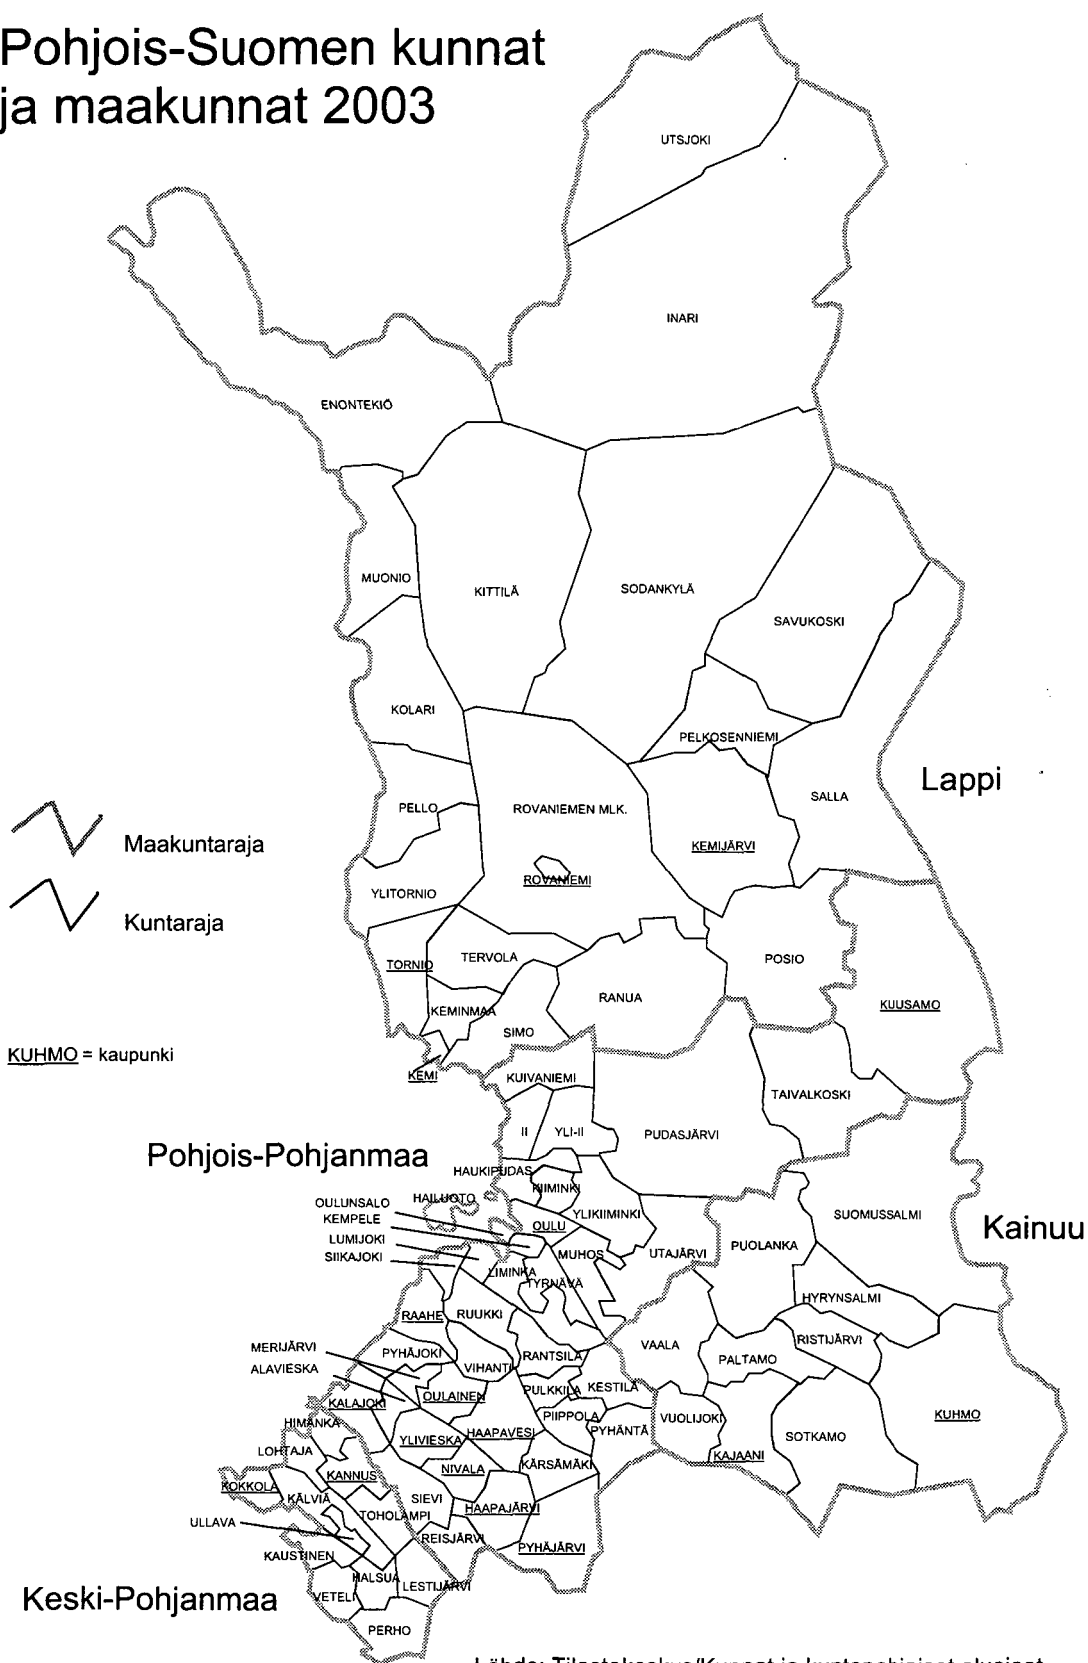 Pohjois-Suomen kunnat
ja maakunnat 2003
UTSJOKI
INARI
ENONTEKIÖ
MUONIO
KITTILÄ
SODANKYLÄ
SAVUKOSKI
KOLARI
PELKOSENNIEMI
Lappi
SALLA
PELLO
ROVANIEMEN MLK.
Maakuntaraja
KEMIJÄRVI
ROVANIEMI
YLITORNIO
Kuntaraja
TERVOLA
POSIO
TORNIO
RANUA
KUUSAMO
KEMINMAA
SIMO
KUHMO = kaupunki
KEMI
KUIVANIEMI
TAIVALKOSKI
II
YLI-II
PUDASJÄRVI
Pohjois-Pohjanmaa
HAUKIPUDAS
KIIMINKI
HAILUOTO
OULUNSALO
KEMPELE
YLIKIIMINKI
SUOMUSSALMI
Kainuu
OULU
LUMIJOKI
SIIKAJOKI
MUHOS
UTAJÄRVI
PUOLANKA
LIMINKA
TYRNÄVÄ
HYRYNSALMI
RAAHE
RUUKKI
RISTIJÄRVI
MERIJÄRVI
PYHÄJOKI
VAALA
RANTSILA
PALTAMO
ALAVIESKA
VIHANTI
PULKKILA
KESTILÄ
OULAINEN
KALAJOKI
PIIPPOLA
VUOLIJOKI
KUHMO
HIMANKA
PYHÄNTÄ
HAAPAVESI
YLIVIESKA
SOTKAMO
LOHTAJA
KAJAANI
KÄRSÄMÄKI
NIVALA
KANNUS
KOKKOLA
KÄLVIÄ
SIEVI
HAAPAJÄRVI
TOHOLAMPI
ULLAVA
REISJÄRVI
PYHÄJÄRVI
KAUSTINEN
HALSUA
LESTIJÄRVI
Keski-Pohjanmaa
VETELI
PERHO